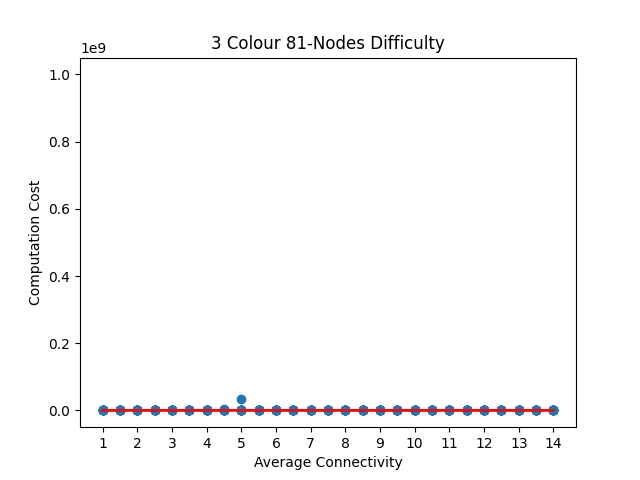 3 Colour 81-Nodes Difficulty
1e9
1.0
0.8
0.6
0.4
0.2
0.0
Computation Cost
1 2 3 4 5 6 7 8 9 10 11 12 13 14
Average Connectivity